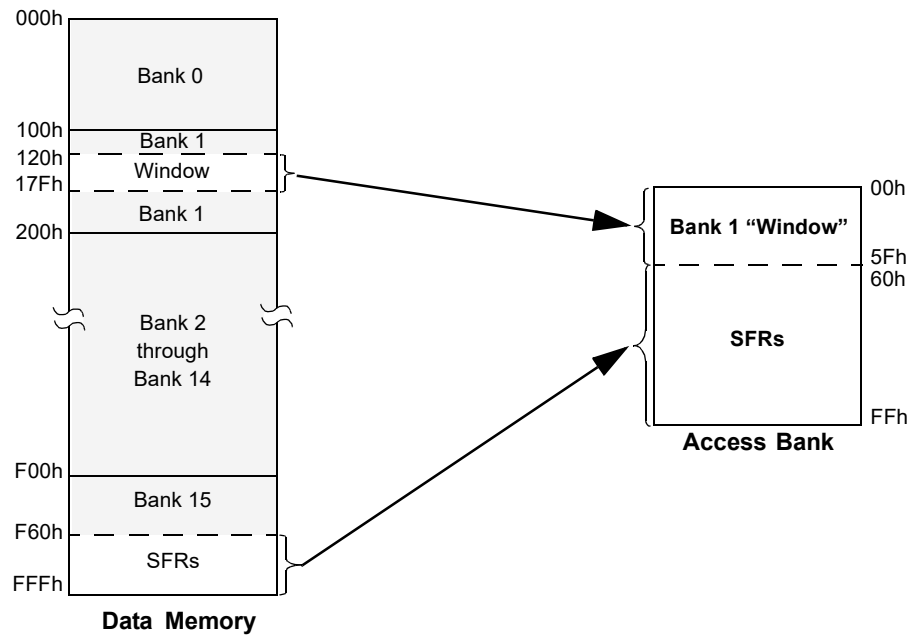 000h
Bank 0
100h
Bank 1
120h
Window
17Fh
Bank 1
200h
Bank 2
through
Bank 14
F00h
Bank 15
F60h
SFRs
FFFh
Data Memory
00h
Bank 1 “Window”
5Fh
60h
SFRs
FFh
Access Bank